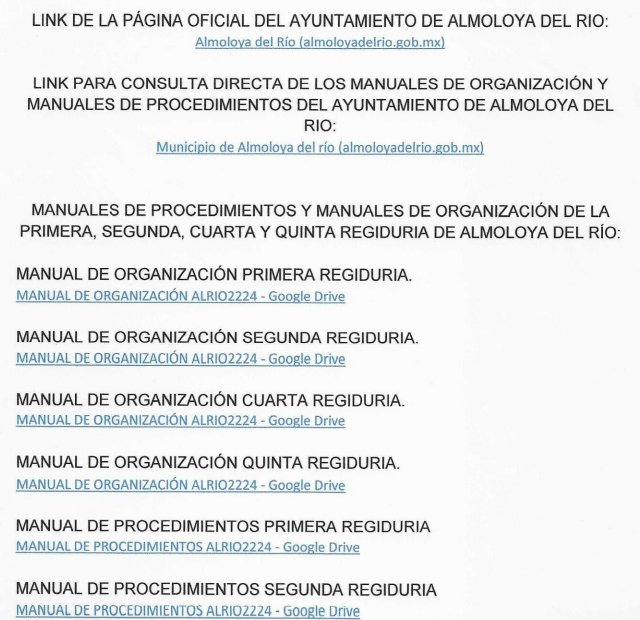 LINK DE LA PÁGINA OFICIAL DEL AYUNTAMIENTO DE ALMOLOYA DEL RIO:
Almoloya del Río (almoloyadelrio.gob.mx)
LINK PARA CONSULTA DIRECTA DE LOS MANUALES DE ORGANIZACIÓN Y
MANUALES DE PROCEDIMIENTOS DEL AYUNTAMIENTO DE ALMOLOYA DEL
RIO:
Municipio de Almoloya del río (almoloyadelrio.gob.mx)
MANUALES DE PROCEDIMIENTOS Y MANUALES DE ORGANIZACIÓN DE LA
PRIMERA, SEGUNDA, CUARTA Y QUINTA REGIDURIA DE ALMOLOYA DEL RÍO:
MANUAL DE ORGANIZACIÓN PRIMERA REGIDURIA.
MANUAL DE ORGANIZACIÓN ALRIO2224 - Google Drive
MANUAL DE ORGANIZACIÓN SEGUNDA REGIDURIA.
MANUAL DE ORGANIZACIÓN ALRIO2224 - Google Drive
MANUAL DE ORGANIZACIÓN CUARTA REGIDURIA.
MANUAL DE ORGANIZACIÓN ALRIO2224 - Google Drive
MANUAL DE ORGANIZACIÓN QUINTA REGIDURIA.
MANUAL DE ORGANIZACIÓN ALRIO2224 - Google Drive
MANUAL DE PROCEDIMIENTOS PRIMERA REGIDURIA
MANUAL DE PROCEDIMIENTOS ALRIO2224 - Google Drive
MANUAL DE PROCEDIMIENTOS SEGUNDA REGIDURIA
MANUAL DE PROCEDIMIENTOS ALRIO2224 - Google Drive